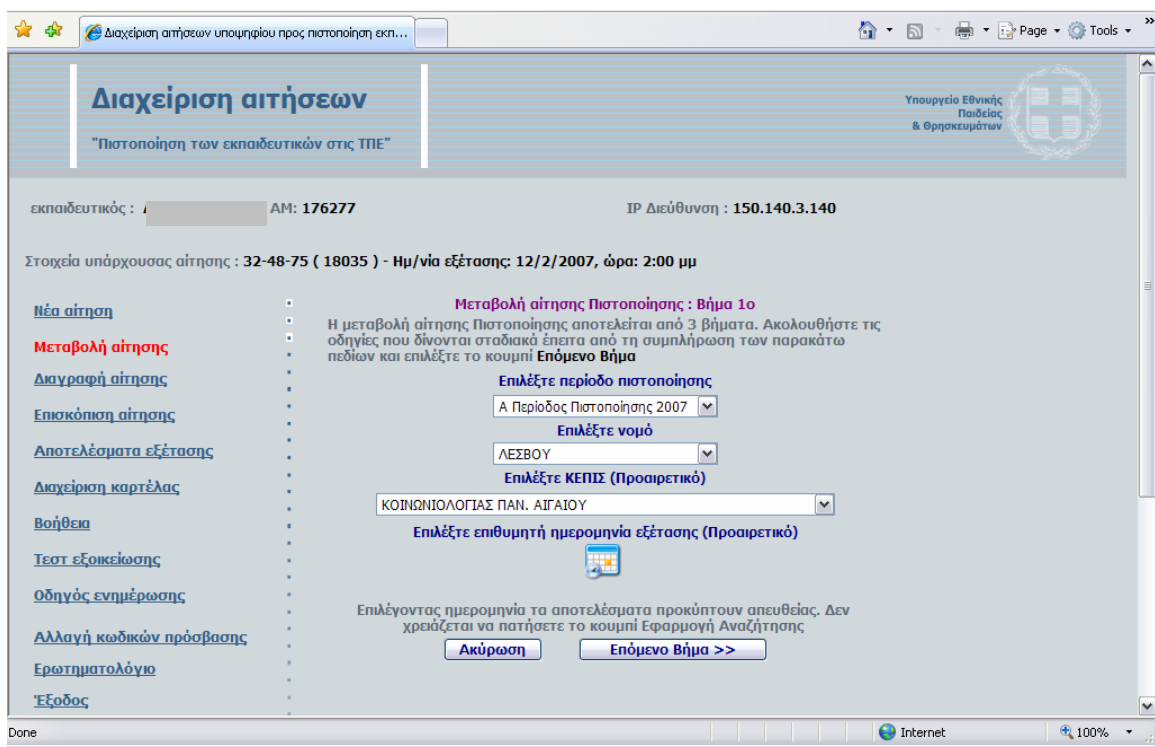 Διαχείριση αιτήσεων υποψηφίου προς πιστοποίηση εκπ...
Page
Tools
»
Διαχείριση αιτήσεων
"Πιστοποίηση των εκπαιδευτικών στις ΤΠΕ"
Υπουργείο Εθνικής
Παιδείας
& Θρησκευμάτων
εκπαιδευτικός :
ΑΜ: 176277
IP Διεύθυνση : 150.140.3.140
Στοιχεία υπάρχουσας αίτησης : 32-48-75 ( 18035 ) - Ημ/νία εξέτασης: 12/2/2007, ώρα: 2:00 μμ
Νέα αίτηση
Μεταβολή αίτησης
Διαγραφή αίτησης
Επισκόπιση αίτησης
Αποτελέσματα εξέτασης
Διαχείριση καρτέλας
Βοήθεια
Τεστ εξοικείωσης
Οδηγός ενημέρωσης
Αλλαγή κωδικών πρόσβασης
Ερωτηματολόγιο
Έξοδος
Μεταβολή αίτησης Πιστοποίησης : Βήμα 1ο
Η μεταβολή αίτησης Πιστοποίησης αποτελείται από 3 βήματα. Ακολουθήστε τις
οδηγίες που δίνονται σταδιακά έπειτα από τη συμπλήρωση των παρακάτω
πεδίων και επιλέξτε το κουμπί Επόμενο Βήμα
Επιλέξτε περίοδο πιστοποίησης
Α Περίοδος Πιστοποίησης 2007
Επιλέξτε νομό
ΛΕΣΒΟΥ
Επιλέξτε ΚΕΠΙΣ (Προαιρετικό)
ΚΟΙΝΩΝΙΟΛΟΓΙΑΣ ΠΑΝ. ΑΙΓΑΙΟΥ
Επιλέξτε επιθυμητή ημερομηνία εξέτασης (Προαιρετικό)
Επιλέγοντας ημερομηνία τα αποτελέσματα προκύπτουν απευθείας. Δεν
χρειάζεται να πατήσετε το κουμπί Εφαρμογή Αναζήτησης
Ακύρωση
Επόμενο Βήμα >>
Done
Internet
100%